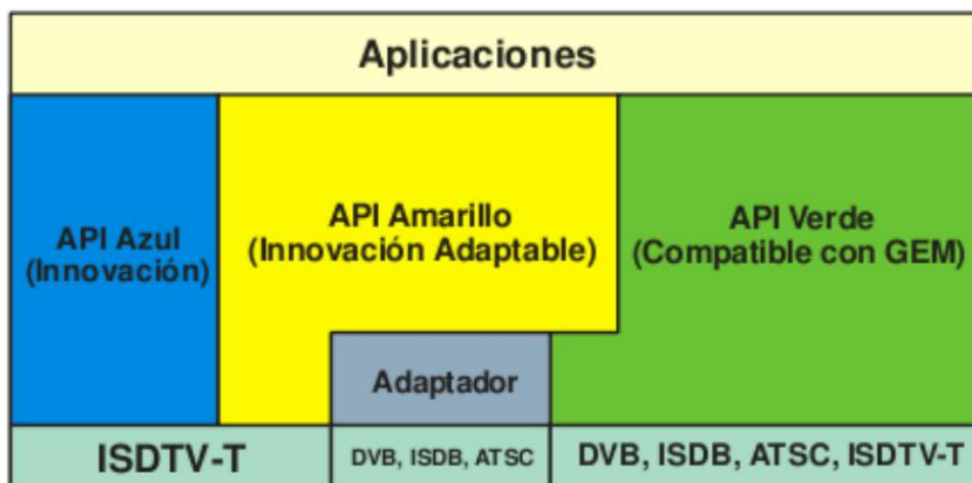 Aplicaciones
API Azul
(Innovación)
API Amarillo
(Innovación Adaptable)
API Verde
(Compatible con GEM)
Adaptador
ISDTV-T
DVB, ISDB, ATSC
DVB, ISDB, ATSC, ISDTV-T